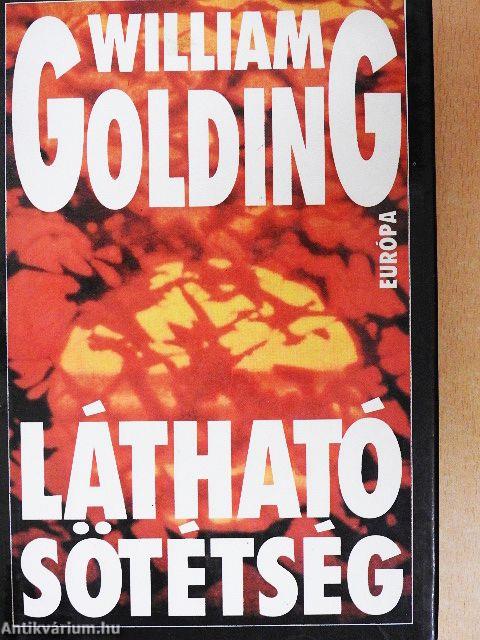 WILLIAM
GOLDING
EURÓPA
LÁTHATÓ
SÖTÉTSÉG
Antikvárium.hu